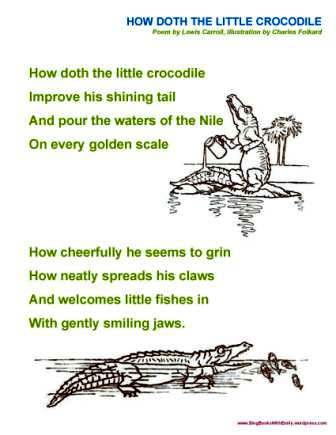 HOW DOTH THE LITTLE CROCODILE
Poem by Lewis Carroll, Illustration by Charles Folkard
How doth the little crocodile
Improve his shining tail
And pour the waters of the Nile
On every golden scale
How cheerfully he seems to grin
How neatly spreads his claws
And welcomes little fishes in
With gently smiling jaws.
www.SingBooksWithEmily.wordpress.com